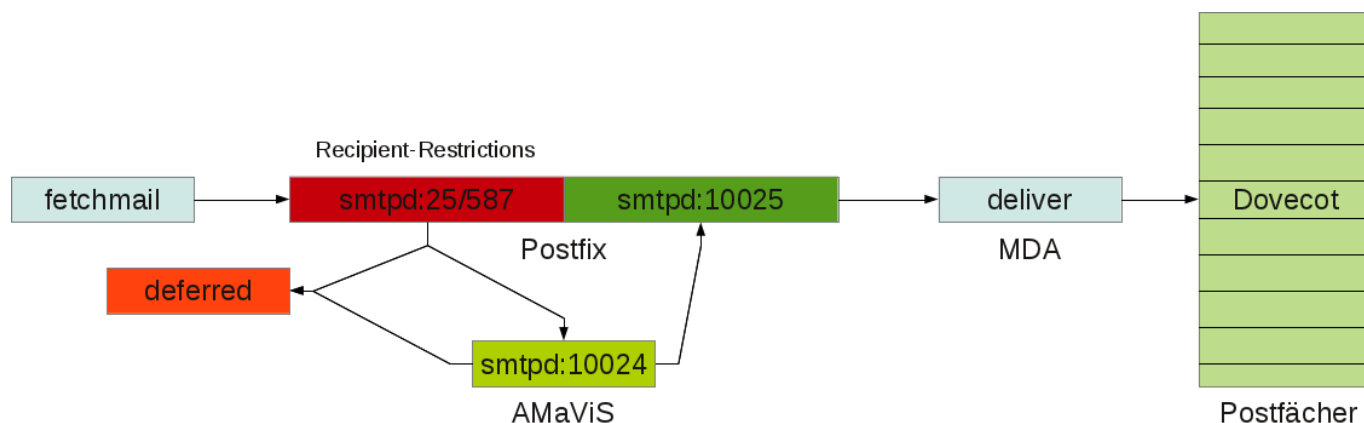 Recipient-Restrictions
fetchmail
smtpd:25/587
smtpd:10025
deliver
Dovecot
Postfix
MDA
deferred
smtpd:10024
AMaViS
Postfächer